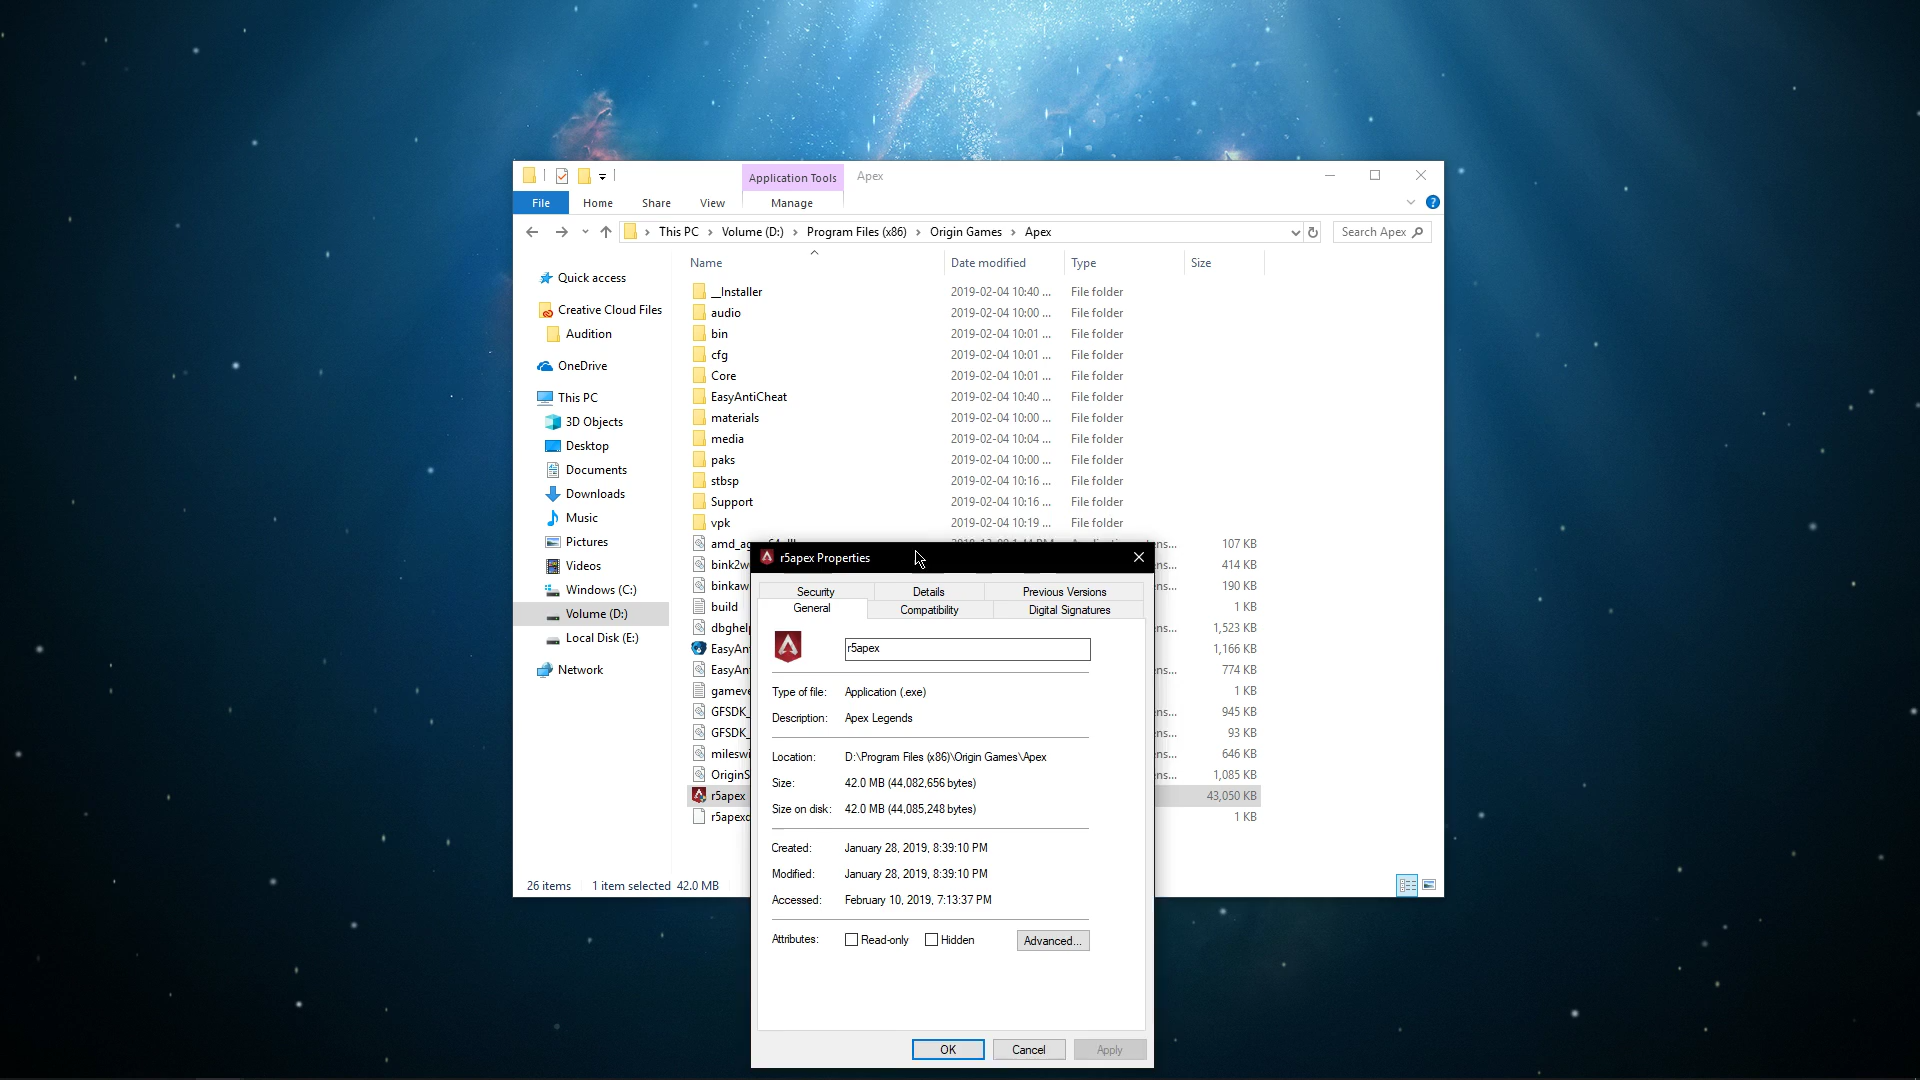 Application Tools Apex
File Home Share View Manage
This PC Volume (D:) Program Files (x86) Origin Games Apex Search Apex
Name Date modified Type Size
Quick access
Creative Cloud Files
Audition
OneDrive
This PC
3D Objects
Desktop
Documents
Downloads
Music
Pictures
Videos
Windows (C:)
Volume (D:)
Local Disk (E:)
Network
__Installer 2019-02-04 10:40 ... File folder
audio 2019-02-04 10:00 ... File folder
bin 2019-02-04 10:01 ... File folder
cfg 2019-02-04 10:01 ... File folder
Core 2019-02-04 10:01 ... File folder
EasyAntiCheat 2019-02-04 10:40 ... File folder
materials 2019-02-04 10:00 ... File folder
media 2019-02-04 10:04 ... File folder
paks 2019-02-04 10:00 ... File folder
stbsp 2019-02-04 10:16 ... File folder
Support 2019-02-04 10:16 ... File folder
vpk 2019-02-04 10:19 ... File folder
amd_ag ens... 107 KB
bink2w ens... 414 KB
binkaw ens... 190 KB
build 1 KB
dbghelp ens... 1,523 KB
EasyAnt 1,166 KB
EasyAnt ens... 774 KB
gameve 1 KB
GFSDK_ ens... 945 KB
GFSDK_ ens... 93 KB
mileswi ens... 646 KB
OriginS ens... 1,085 KB
r5apex 43,050 KB
r5apexd 1 KB
26 items 1 item selected 42.0 MB
r5apex Properties
Security Details Previous Versions
General Compatibility Digital Signatures
r5apex
Type of file: Application (.exe)
Description: Apex Legends
Location: D:\Program Files (x86)\Origin Games\Apex
Size: 42.0 MB (44,082,656 bytes)
Size on disk: 42.0 MB (44,085,248 bytes)
Created: January 28, 2019, 8:39:10 PM
Modified: January 28, 2019, 8:39:10 PM
Accessed: February 10, 2019, 7:13:37 PM
Attributes: Read-only Hidden Advanced...
OK Cancel Apply